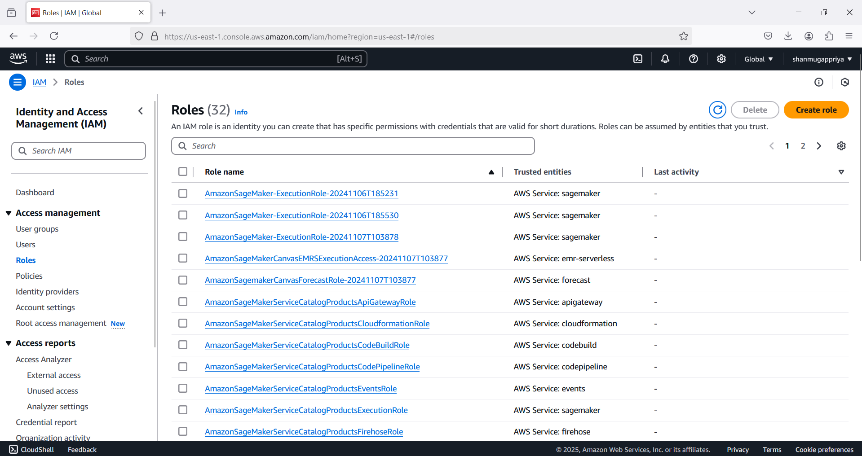 Roles | IAM | Global
https://us-east-1.console.aws.amazon.com/iam/home?region=us-east-1#/roles
aws
Search [Alt+S]
Global
shanmugappriya
IAM > Roles
Identity and Access Management (IAM)
Search IAM
Dashboard
Access management
User groups
Users
Roles
Policies
Identity providers
Account settings
Root access management New
Access reports
Access Analyzer
External access
Unused access
Analyzer settings
Credential report
Organization activity
Roles (32) Info
Delete
Create role
An IAM role is an identity you can create that has specific permissions with credentials that are valid for short durations. Roles can be assumed by entities that you trust.
Search
1 2
Role name Trusted entities Last activity
AmazonSageMaker-ExecutionRole-20241106T185231 AWS Service: sagemaker -
AmazonSageMaker-ExecutionRole-20241106T185530 AWS Service: sagemaker -
AmazonSageMaker-ExecutionRole-20241107T103878 AWS Service: sagemaker -
AmazonSageMakerCanvasEMRSExecutionAccess-20241107T103877 AWS Service: emr-serverless -
AmazonSagemakerCanvasForecastRole-20241107T103877 AWS Service: forecast -
AmazonSageMakerServiceCatalogProductsApiGatewayRole AWS Service: apigateway -
AmazonSageMakerServiceCatalogProductsCloudformationRole AWS Service: cloudformation -
AmazonSageMakerServiceCatalogProductsCodeBuildRole AWS Service: codebuild -
AmazonSageMakerServiceCatalogProductsCodePipelineRole AWS Service: codepipeline -
AmazonSageMakerServiceCatalogProductsEventsRole AWS Service: events -
AmazonSageMakerServiceCatalogProductsExecutionRole AWS Service: sagemaker -
AmazonSageMakerServiceCatalogProductsFirehoseRole AWS Service: firehose -
CloudShell Feedback © 2025, Amazon Web Services, Inc. or its affiliates. Privacy Terms Cookie preferences